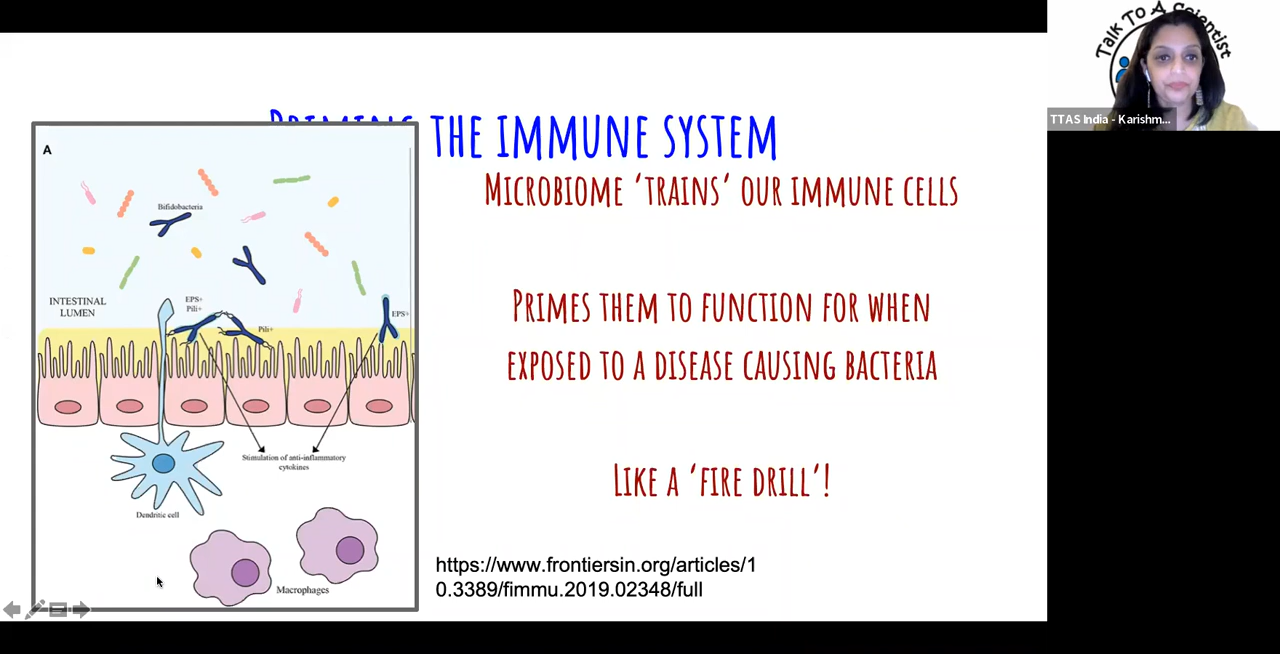 Talk To A Scientist
TTAS India - Karishm...
PRIMING THE IMMUNE SYSTEM
MICROBIOME ‘TRAINS’ OUR IMMUNE CELLS
PRIMES THEM TO FUNCTION FOR WHEN
EXPOSED TO A DISEASE CAUSING BACTERIA
LIKE A ‘FIRE DRILL’!
https://www.frontiersin.org/articles/1
0.3389/fimmu.2019.02348/full
A
Bifidobacteria
INTESTINAL
LUMEN
EPS+
Pili+
Pili+
EPS+
Stimulation of anti-inflammatory
cytokines
Dendritic cell
Macrophages